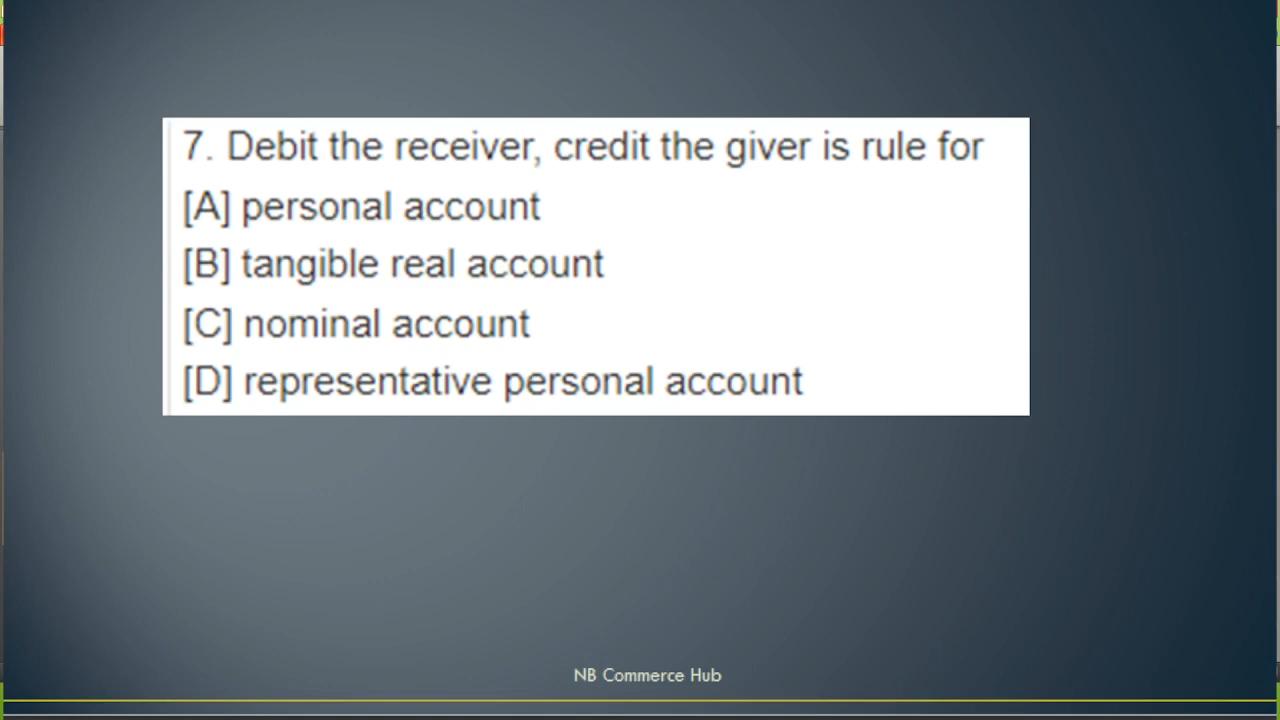 7. Debit the receiver, credit the giver is rule for
[A] personal account
[B] tangible real account
[C] nominal account
[D] representative personal account
NB Commerce Hub